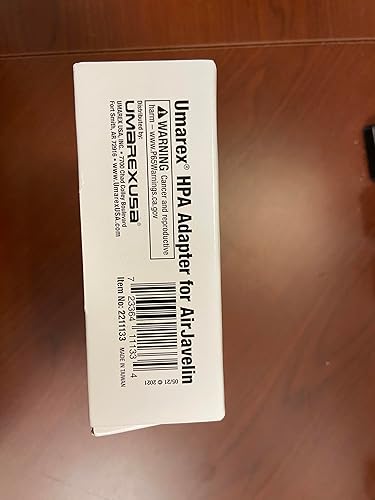 Umarex® HPA Adapter for AirJavelin
⚠ WARNING Cancer and reproductive
harm – www.P65Warnings.ca.gov
Distributed by:
UMAREX USA®
UMAREX USA, INC. • 7700 Chad Colley Boulevard
Fort Smith, AR 72916 • www.UmarexUSA.com
7 23364 11133 4
Item No: 2211133
05/21 © 2021
MADE IN TAIWAN